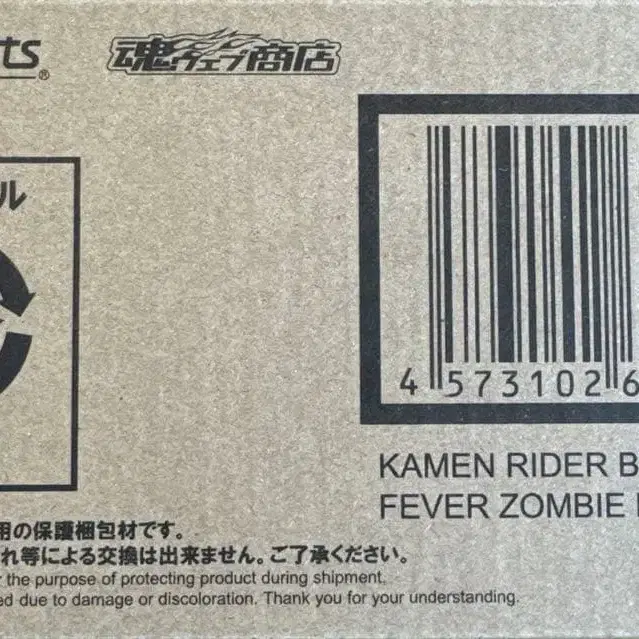 ts®
魂ウェブ商店
ル
4 573102 6
KAMEN RIDER B
FEVER ZOMBIE
用の保護梱包材です。
れ等による交換は出来ません。ご了承ください。
the purpose of protecting product during shipment.
ed due to damage or discoloration. Thank you for your understanding.